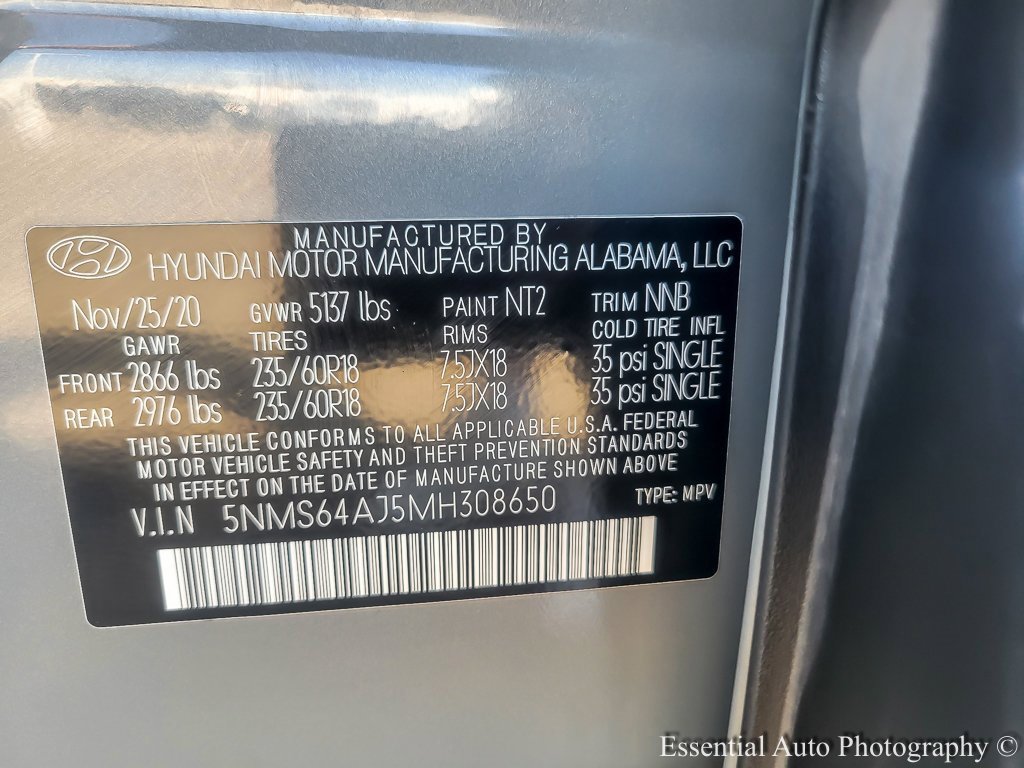 MANUFACTURED BY
HYUNDAI MOTOR MANUFACTURING ALABAMA, LLC
Nov/25/20 GVWR 5137 lbs PAINT NT2 TRIM NNB
GAWR TIRES RIMS COLD TIRE INFL
FRONT 2866 lbs 235/60R18 7.5JX18 35 psi SINGLE
REAR 2976 lbs 235/60R18 7.5JX18 35 psi SINGLE
THIS VEHICLE CONFORMS TO ALL APPLICABLE U.S.A. FEDERAL
MOTOR VEHICLE SAFETY AND THEFT PREVENTION STANDARDS
IN EFFECT ON THE DATE OF MANUFACTURE SHOWN ABOVE
V.I.N 5NMS64AJ5MH308650 TYPE: MPV
Essential Auto Photography ©